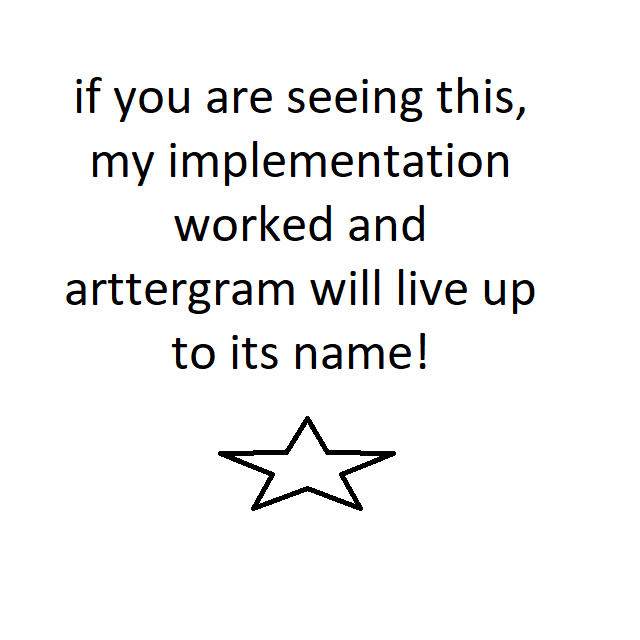 if you are seeing this,
my implementation
worked and
arttergram will live up
to its name!